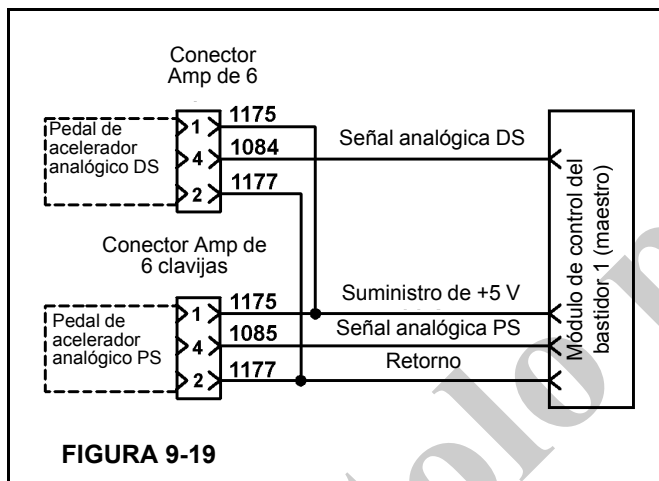 Conector
Amp de 6
Pedal de
acelerador
analógico DS
1
4
2
1175
1084
1177
Señal analógica DS
Conector Amp de
6 clavijas
Pedal de
acelerador
analógico PS
1
4
2
1175
1085
1177
Suministro de +5 V
Señal analógica PS
Retorno
Módulo de control del
bastidor 1 (maestro)
FIGURA 9-19